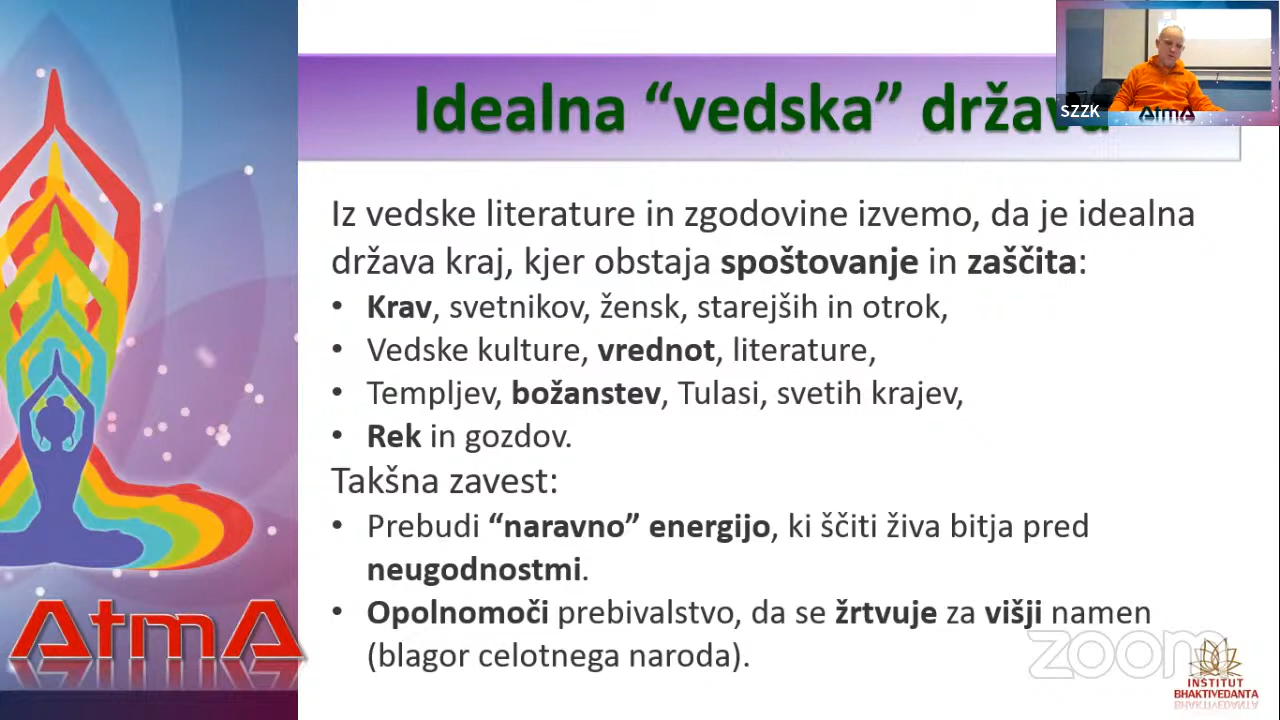 Idealna “vedska” država
SZZK
AtmA
Iz vedske literature in zgodovine izvemo, da je idealna
država kraj, kjer obstaja spoštovanje in zaščita:
• Krav, svetnikov, žensk, starejših in otrok,
• Vedske kulture, vrednot, literature,
• Templjev, božanstev, Tulasi, svetih krajev,
• Rek in gozdov.
Takšna zavest:
• Prebudi “naravno” energijo, ki ščiti živa bitja pred
neugodnostmi.
• Opolnomoči prebivalstvo, da se žrtvuje za višji namen
(blagor celotnega naroda).
AtmA
zoom
INŠTITUT
BHAKTIVEDANTA